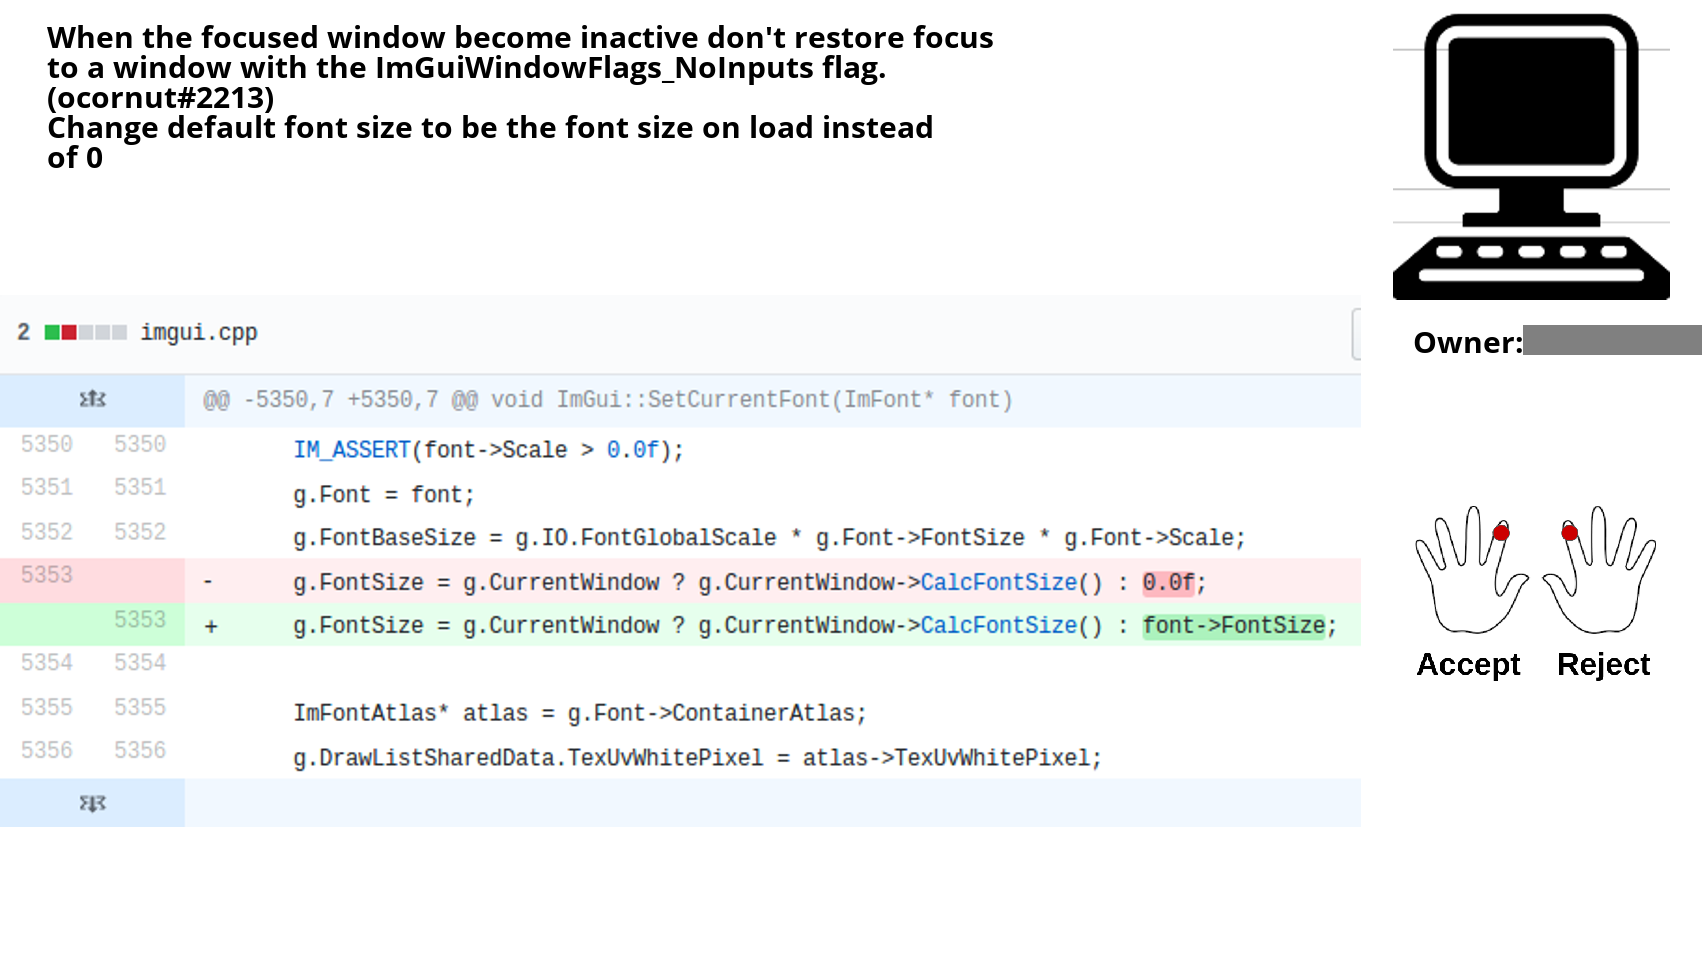 When the focused window become inactive don't restore focus
to a window with the ImGuiWindowFlags_NoInputs flag.
(ocornut#2213)
Change default font size to be the font size on load instead
of 0
2 imgui.cpp
@@ -5350,7 +5350,7 @@ void ImGui::SetCurrentFont(ImFont* font)
5350 5350 IM_ASSERT(font->Scale > 0.0f);
5351 5351 g.Font = font;
5352 5352 g.FontBaseSize = g.IO.FontGlobalScale * g.Font->FontSize * g.Font->Scale;
5353 - g.FontSize = g.CurrentWindow ? g.CurrentWindow->CalcFontSize() : 0.0f;
5353 + g.FontSize = g.CurrentWindow ? g.CurrentWindow->CalcFontSize() : font->FontSize;
5354 5354
5355 5355 ImFontAtlas* atlas = g.Font->ContainerAtlas;
5356 5356 g.DrawListSharedData.TexUvWhitePixel = atlas->TexUvWhitePixel;
Owner:
Accept Reject